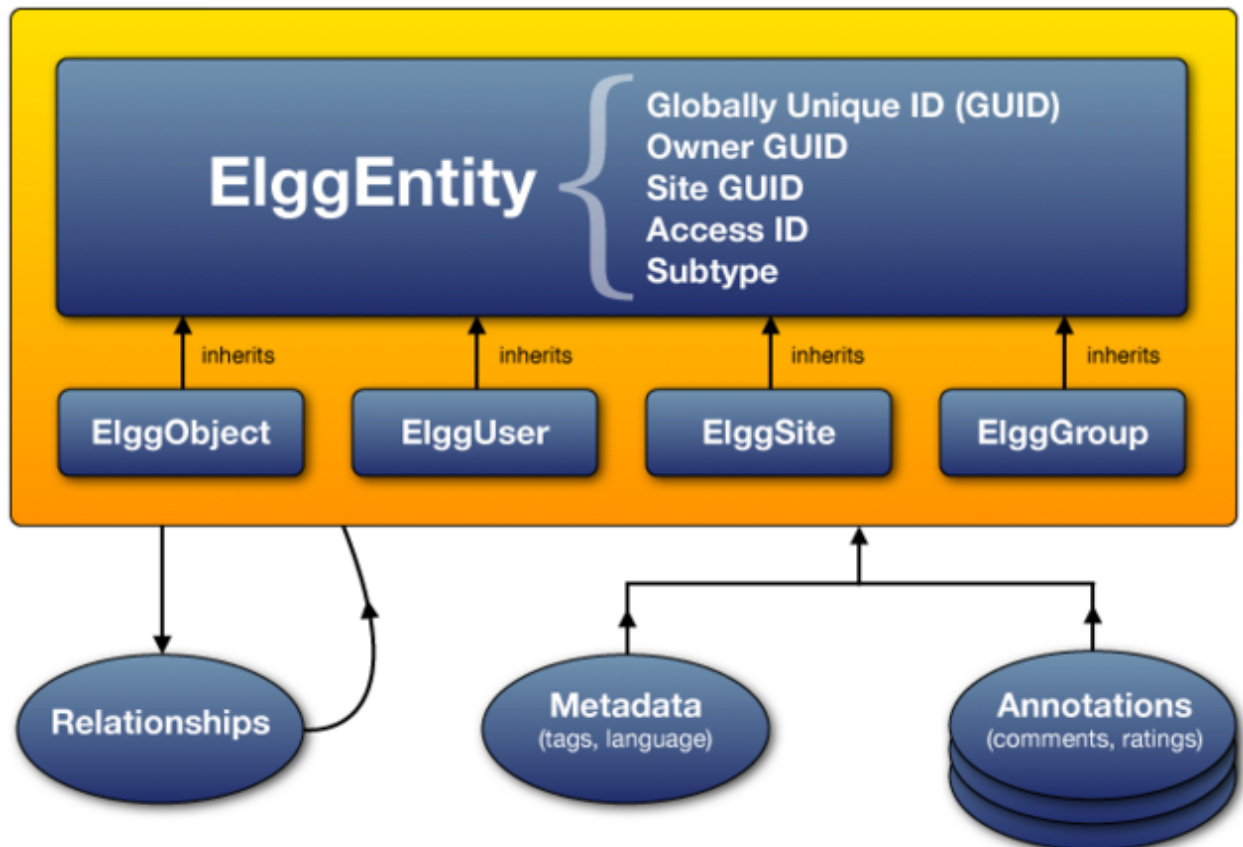 ElggEntity
Globally Unique ID (GUID)
Owner GUID
Site GUID
Access ID
Subtype
inherits
inherits
inherits
inherits
ElggObject
ElggUser
ElggSite
ElggGroup
Relationships
Metadata
(tags, language)
Annotations
(comments, ratings)